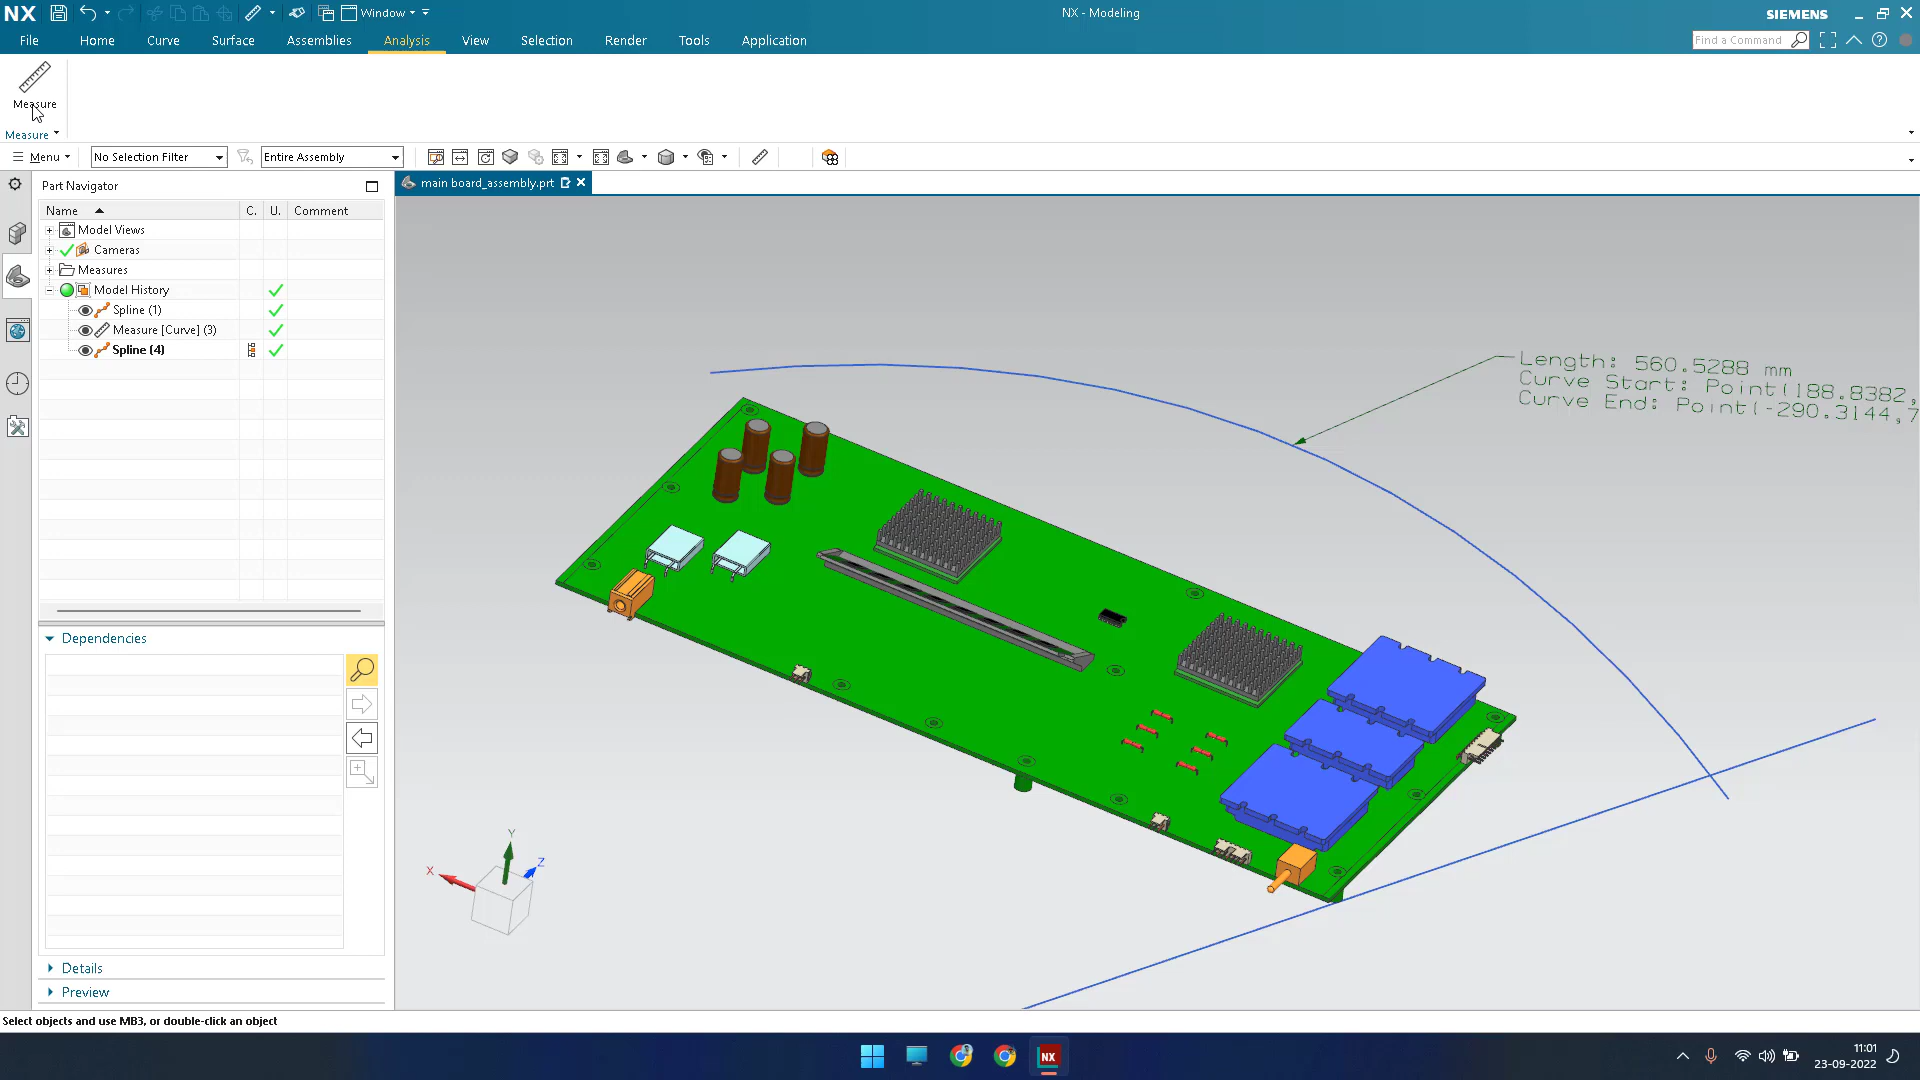 NX
Window
NX - Modeling
SIEMENS
File
Home
Curve
Surface
Assemblies
Analysis
View
Selection
Render
Tools
Application
Find a Command
Measure
Measure
Menu
No Selection Filter
Entire Assembly
Part Navigator
main board_assembly.prt
Name
C.
U.
Comment
Model Views
Cameras
Measures
Model History
Spline (1)
Measure [Curve] (3)
Spline (4)
Length: 560.5288 mm
Curve Start: Point(188.8382,
Curve End: Point(-290.3144,7
Dependencies
Y
Z
X
Details
Preview
Select objects and use MB3, or double-click an object
NX
11:01
23-09-2022